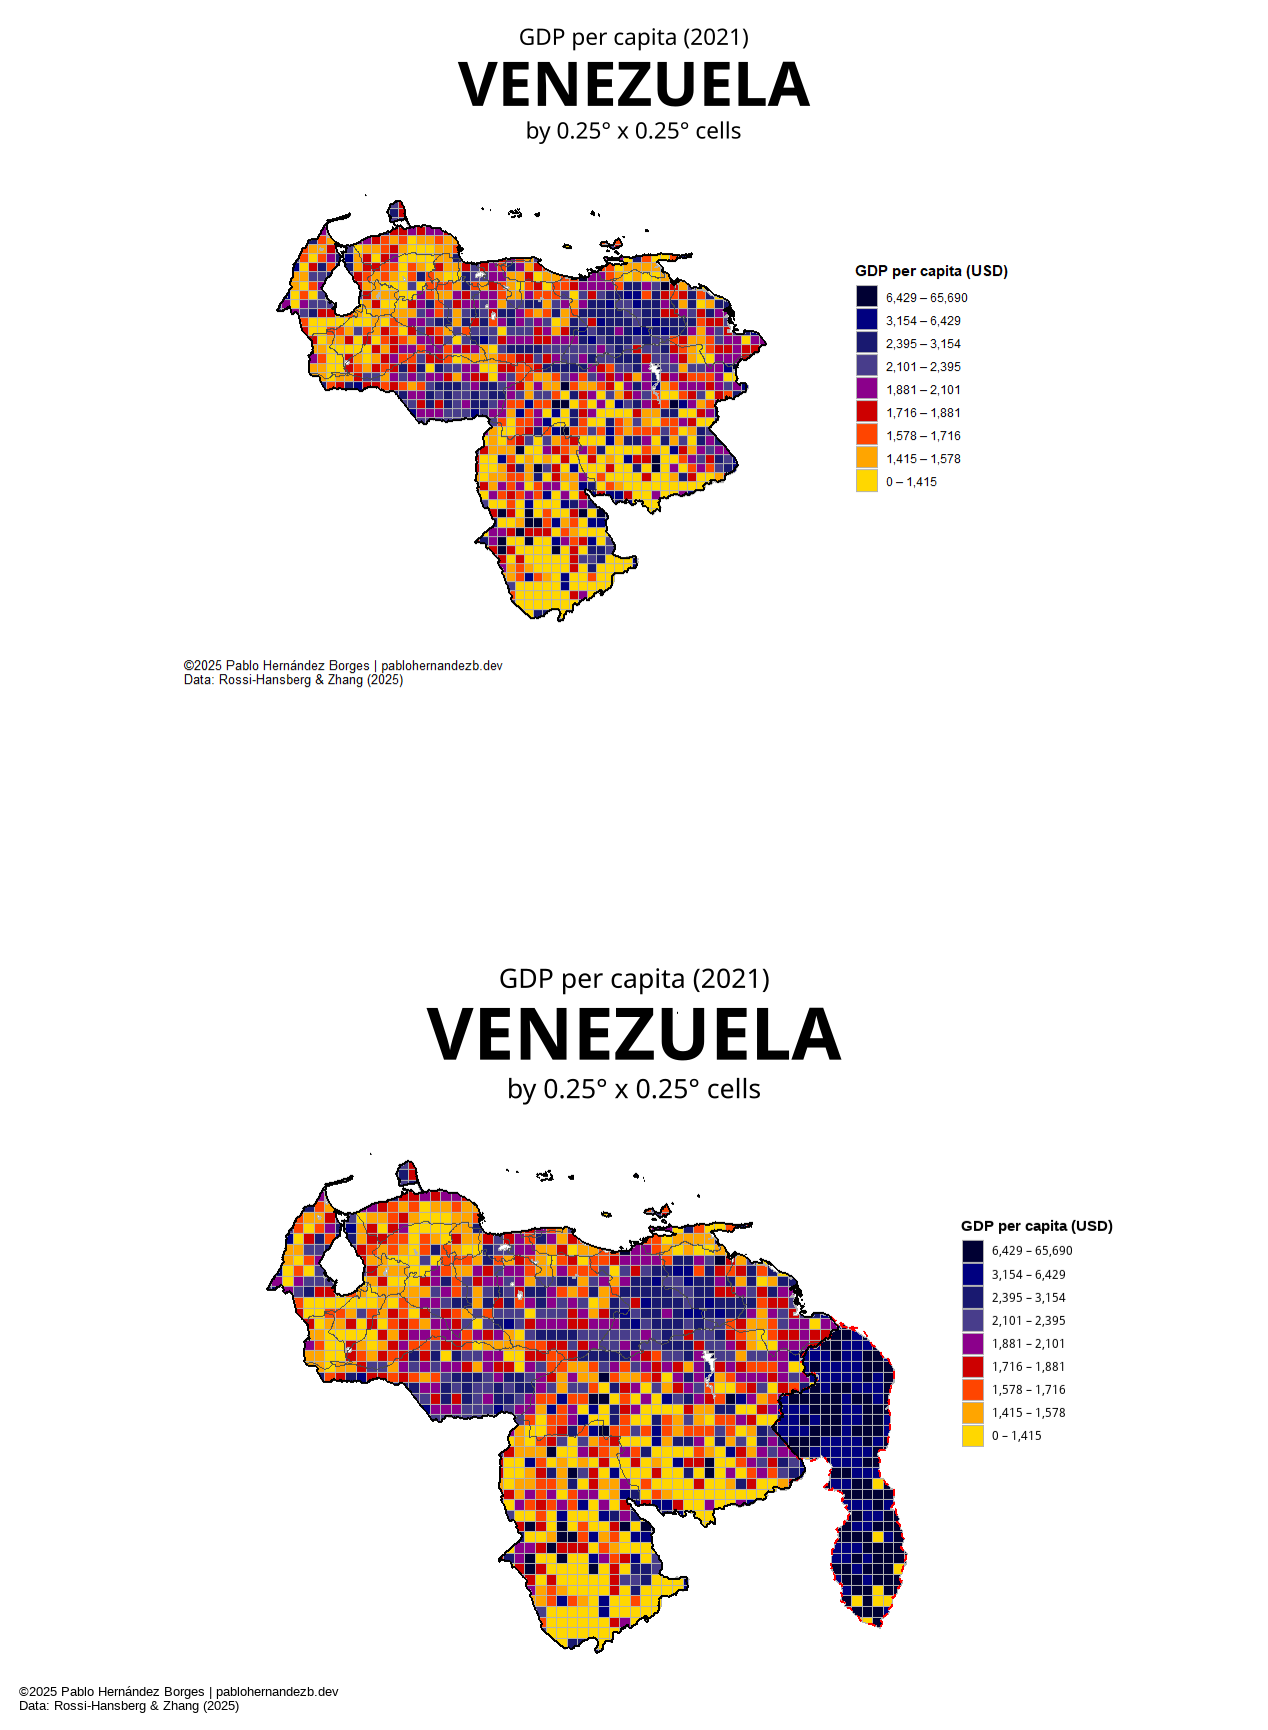 GDP per capita (2021)
VENEZUELA
by 0.25° x 0.25° cells
GDP per capita (USD)
6,429 – 65,690
3,154 – 6,429
2,395 – 3,154
2,101 – 2,395
1,881 – 2,101
1,716 – 1,881
1,578 – 1,716
1,415 – 1,578
0 – 1,415
©2025 Pablo Hernández Borges | pablohernandezb.dev
Data: Rossi-Hansberg & Zhang (2025)
GDP per capita (2021)
VENEZUELA
by 0.25° x 0.25° cells
GDP per capita (USD)
6,429 – 65,690
3,154 – 6,429
2,395 – 3,154
2,101 – 2,395
1,881 – 2,101
1,716 – 1,881
1,578 – 1,716
1,415 – 1,578
0 – 1,415
©2025 Pablo Hernández Borges | pablohernandezb.dev
Data: Rossi-Hansberg & Zhang (2025)